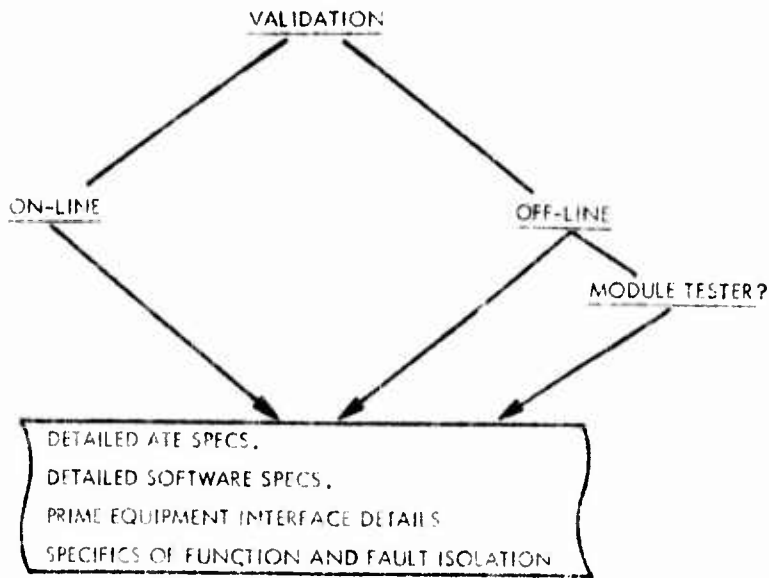 VALIDATION
ON-LINE
OFF-LINE
MODULE TESTER?
DETAILED ATE SPECS.
DETAILED SOFTWARE SPECS.
PRIME EQUIPMENT INTERFACE DETAILS
SPECIFICS OF FUNCTION AND FAULT ISOLATION